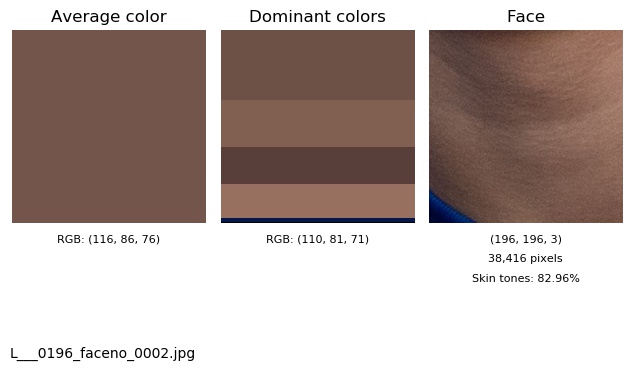 Average color
Dominant colors
Face
RGB: (116, 86, 76)
RGB: (110, 81, 71)
(196, 196, 3)
38,416 pixels
Skin tones: 82.96%
L___0196_faceno_0002.jpg